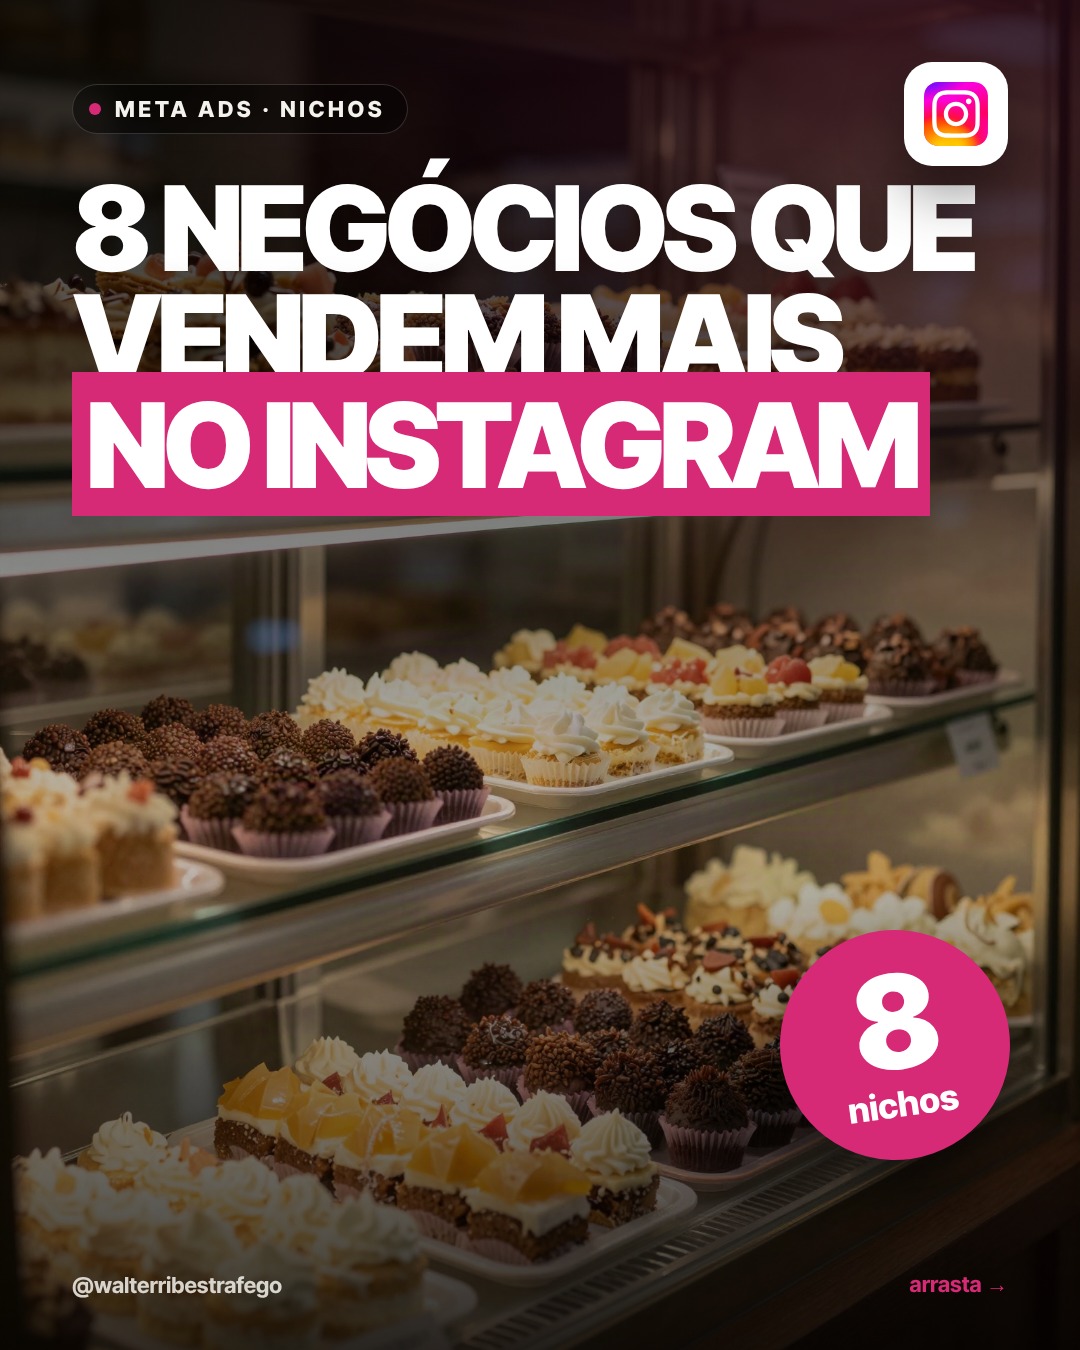 META ADS · NICHOS
8 NEGÓCIOS QUE
VENDEM MAIS
NO INSTAGRAM
8
nichos
@walterribestrafego
arrasta →